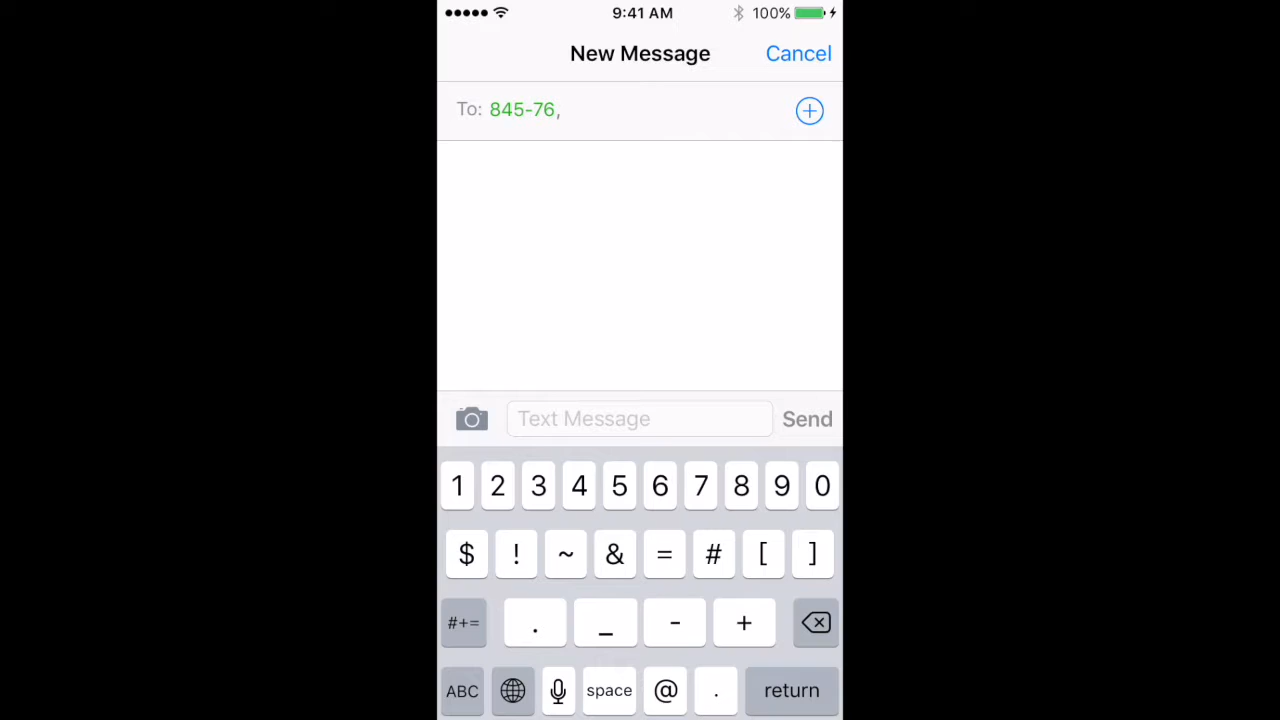 9:41 AM 100%
New Message Cancel
To: 845-76,
Text Message Send
1 2 3 4 5 6 7 8 9 0
$ ! ~ & = # [ ]
#+= . _ - +
ABC space @ . return